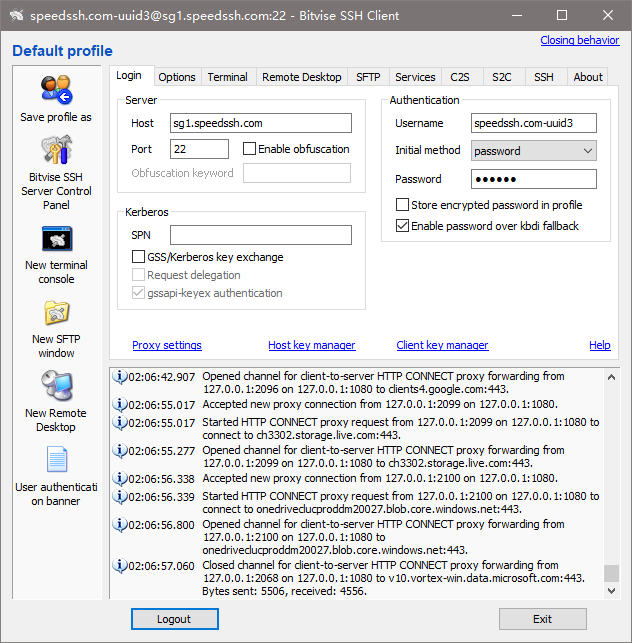 speedssh.com-uuid3@sg1.speedssh.com:22 - Bitvise SSH Client
Default profile
Closing behavior
Save profile as
Bitvise SSH
Server Control
Panel
New terminal
console
New SFTP
window
New Remote
Desktop
User authenticati
on banner
Login
Options
Terminal
Remote Desktop
SFTP
Services
C2S
S2C
SSH
About
Server
Host
sg1.speedssh.com
Port
22
Enable obfuscation
Obfuscation keyword
Kerberos
SPN
GSS/Kerberos key exchange
Request delegation
gssapi-keyex authentication
Authentication
Username
speedssh.com-uuid3
Initial method
password
Password
●●●●●●
Store encrypted password in profile
Enable password over kbdi fallback
Proxy settings
Host key manager
Client key manager
Help
02:06:42.907 Opened channel for client-to-server HTTP CONNECT proxy forwarding from
127.0.0.1:2096 on 127.0.0.1:1080 to clients4.google.com:443.
02:06:55.017 Accepted new proxy connection from 127.0.0.1:2099 on 127.0.0.1:1080.
02:06:55.017 Started HTTP CONNECT proxy request from 127.0.0.1:2099 on 127.0.0.1:1080 to
connect to ch3302.storage.live.com:443.
02:06:55.277 Opened channel for client-to-server HTTP CONNECT proxy forwarding from
127.0.0.1:2099 on 127.0.0.1:1080 to ch3302.storage.live.com:443.
02:06:56.338 Accepted new proxy connection from 127.0.0.1:2100 on 127.0.0.1:1080.
02:06:56.339 Started HTTP CONNECT proxy request from 127.0.0.1:2100 on 127.0.0.1:1080 to
connect to onedriveclucproddm20027.blob.core.windows.net:443.
02:06:56.800 Opened channel for client-to-server HTTP CONNECT proxy forwarding from
127.0.0.1:2100 on 127.0.0.1:1080 to
onedriveclucproddm20027.blob.core.windows.net:443.
02:06:57.060 Closed channel for client-to-server HTTP CONNECT proxy forwarding from
127.0.0.1:2068 on 127.0.0.1:1080 to v10.vortex-win.data.microsoft.com:443.
Bytes sent: 5506, received: 4556.
Logout
Exit